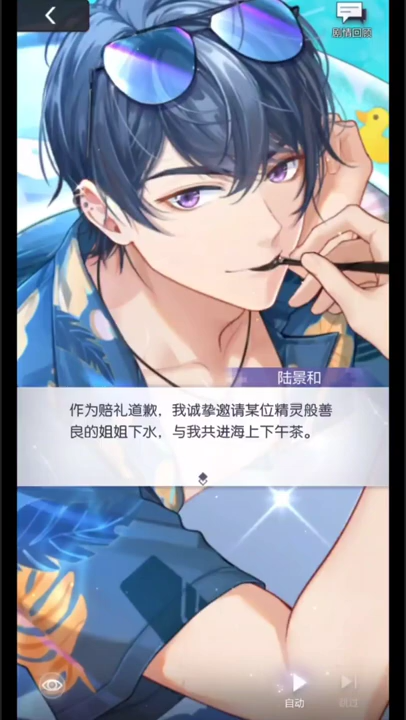 剧情回顾
陆景和
作为赔礼道歉，我诚挚邀请某位精灵般善
良的姐姐下水，与我共进海上下午茶。
自动
跳过